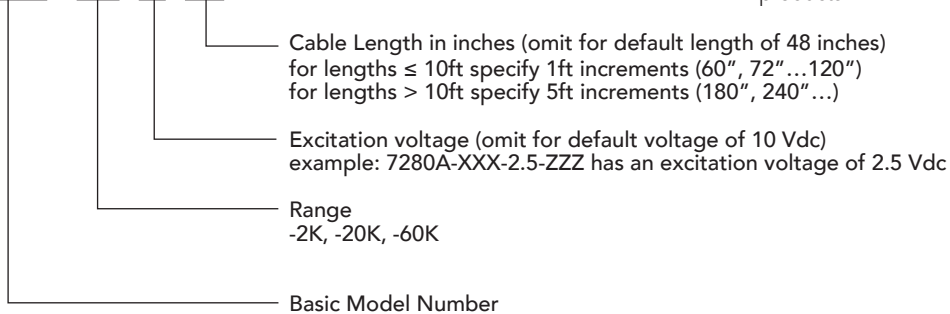 Cable Length in inches (omit for default length of 48 inches)
for lengths ≤ 10ft specify 1ft increments (60”, 72”…120”)
for lengths > 10ft specify 5ft increments (180”, 240”…)
Excitation voltage (omit for default voltage of 10 Vdc)
example: 7280A-XXX-2.5-ZZZ has an excitation voltage of 2.5 Vdc
Range
-2K, -20K, -60K
Basic Model Number